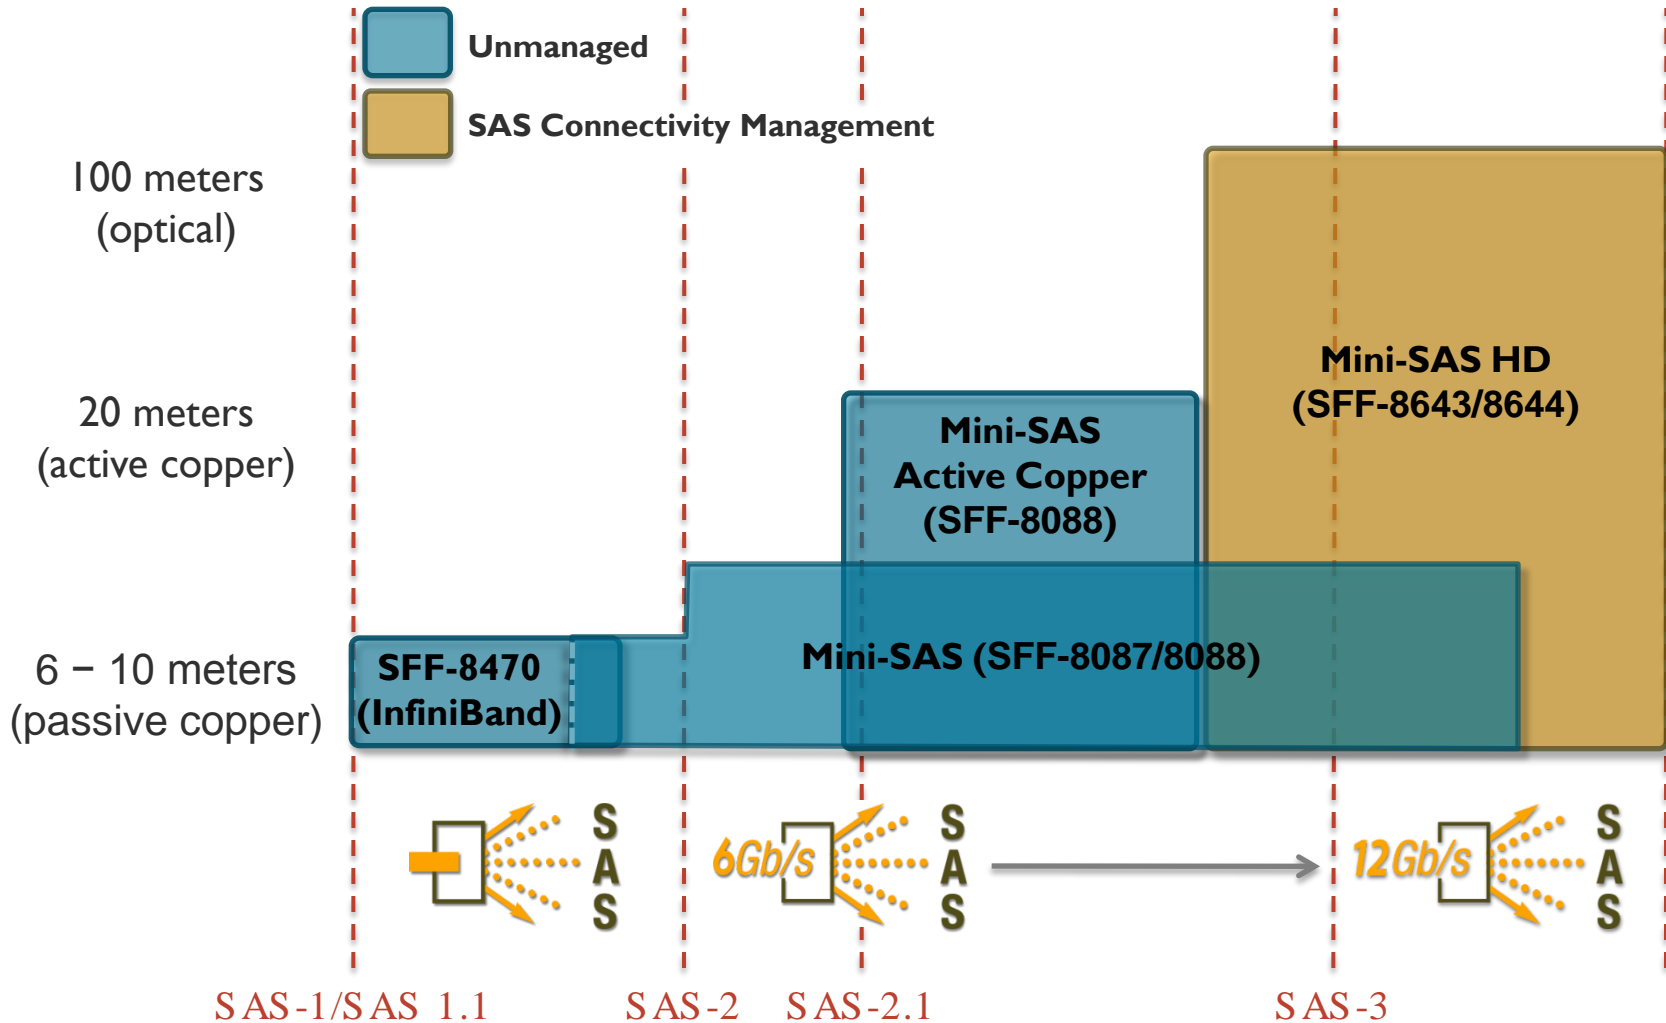 Unmanaged
SAS Connectivity Management
100 meters
(optical)
20 meters
(active copper)
6 – 10 meters
(passive copper)
Mini-SAS HD
(SFF-8643/8644)
Mini-SAS
Active Copper
(SFF-8088)
Mini-SAS (SFF-8087/8088)
SFF-8470
(InfiniBand)
SAS
6Gb/s SAS
12Gb/s SAS
SAS-1/SAS 1.1
SAS-2
SAS-2.1
SAS-3